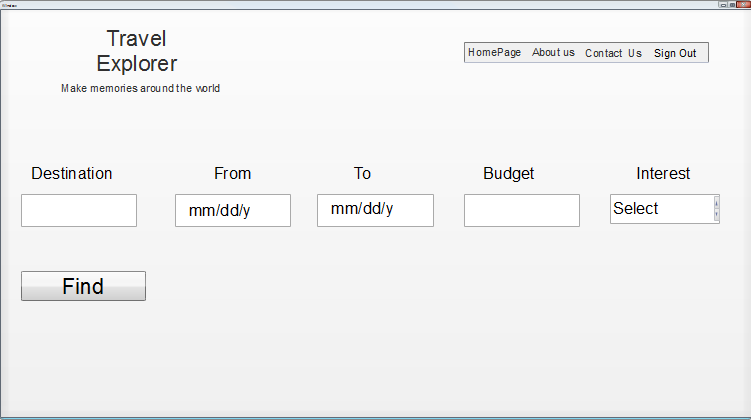 Travel
Explorer
Make memories around the world
HomePage About us Contact Us Sign Out
Destination From To Budget Interest
mm/dd/y mm/dd/y Select
Find